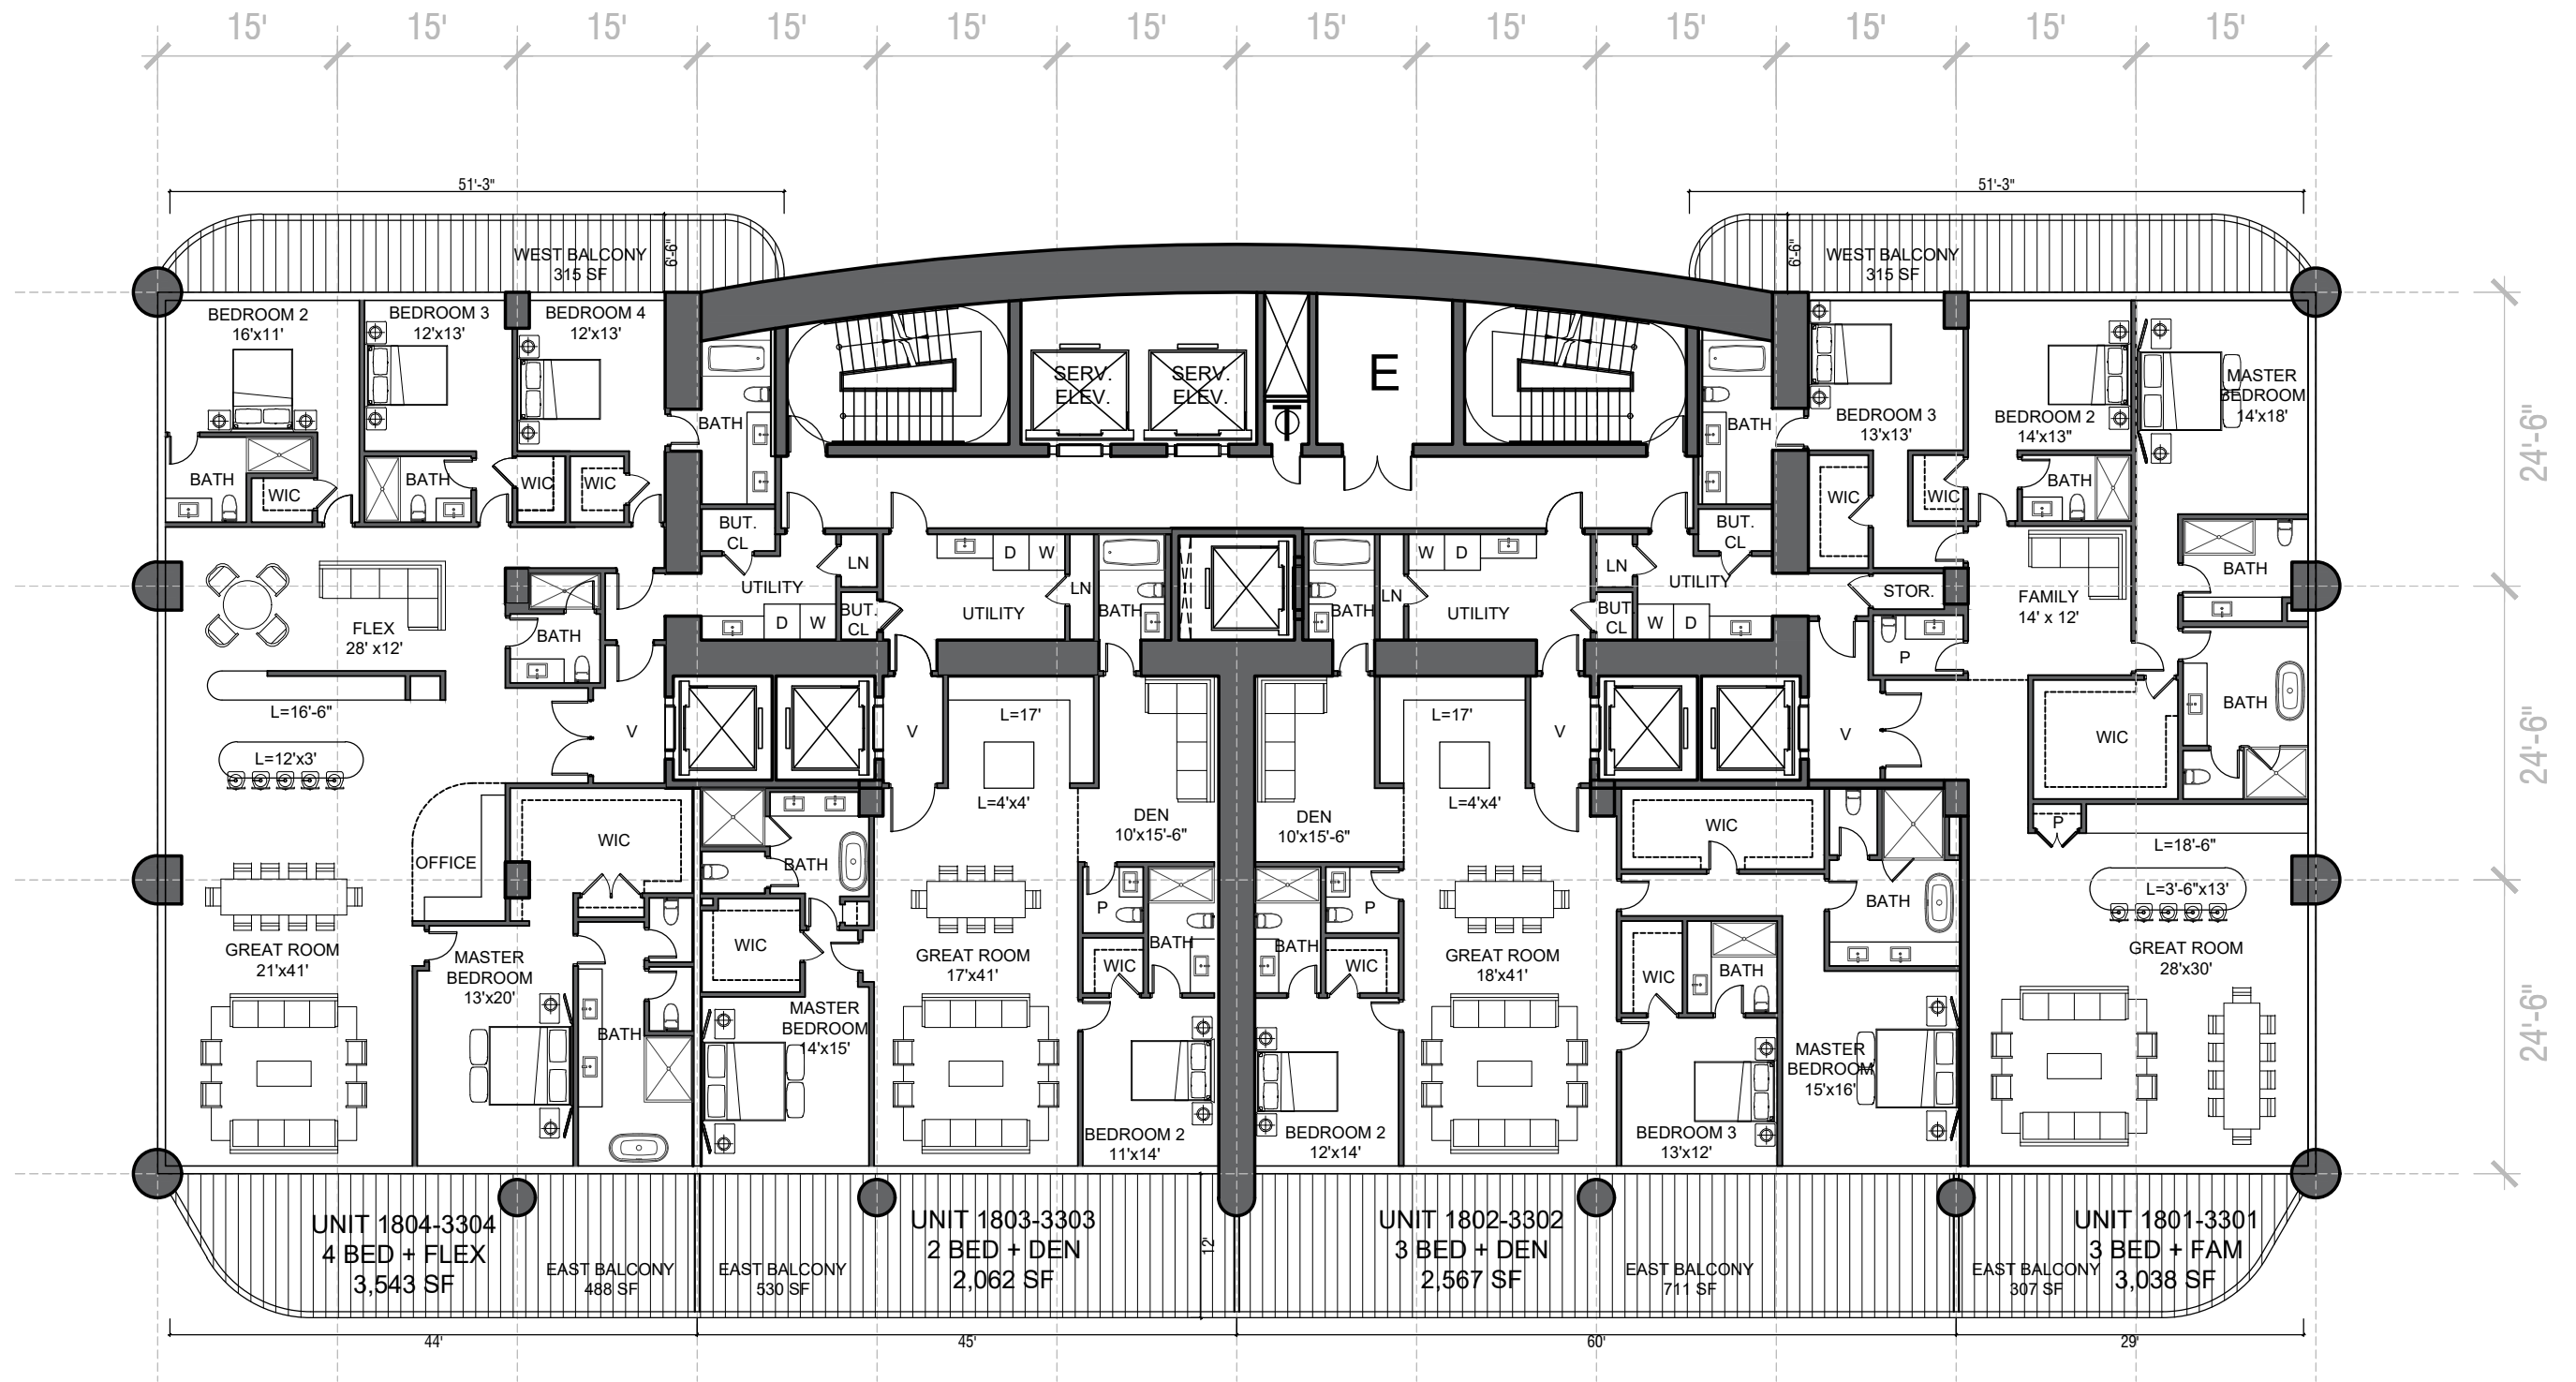 15' 15' 15' 15' 15' 15' 15' 15' 15' 15' 15' 15'
51'-3" 51'-3"
WEST BALCONY
315 SF
6'-6"
6'-6"
WEST BALCONY
315 SF
BEDROOM 2
16'x11'
BEDROOM 3
12'x13'
BEDROOM 4
12'x13'
SERV.
ELEV.
SERV.
ELEV.
E
T
BATH
BATH
BEDROOM 3
13'x13'
BEDROOM 2
14'x13"
MASTER
BEDROOM
14'x18'
24'-6"
BATH
WIC
BATH
WIC
WIC
WIC
WIC
BATH
BUT.
CL
BUT.
CL
LN
D W
W D
LN
UTILITY
UTILITY
LN
BATH
BATH
LN
UTILITY
UTILITY
BUT.
CL
BUT.
CL
D W
W D
STOR.
FAMILY
14' x 12'
BATH
FLEX
28' x12'
BATH
P
L=16'-6"
V
V
L=17'
L=17'
V
V
WIC
BATH
24'-6"
L=12'x3'
L=4'x4'
L=4'x4'
DEN
10'x15'-6"
DEN
10'x15'-6"
WIC
WIC
P
L=18'-6"
OFFICE
BATH
BATH
L=3'-6"x13'
P
P
GREAT ROOM
21'x41'
MASTER
BEDROOM
13'x20'
WIC
GREAT ROOM
17'x41'
BATH
WIC
BATH
WIC
GREAT ROOM
18'x41'
WIC
BATH
GREAT ROOM
28'x30'
24'-6"
BATH
MASTER
BEDROOM
14'x15'
MASTER
BEDROOM
15'x16'
BEDROOM 2
11'x14'
BEDROOM 2
12'x14'
BEDROOM 3
13'x12'
UNIT 1804-3304
4 BED + FLEX
3,543 SF
EAST BALCONY
488 SF
EAST BALCONY
530 SF
UNIT 1803-3303
2 BED + DEN
2,062 SF
12'
UNIT 1802-3302
3 BED + DEN
2,567 SF
EAST BALCONY
711 SF
EAST BALCONY
307 SF
UNIT 1801-3301
3 BED + FAM
3,038 SF
44' 45' 60' 29'